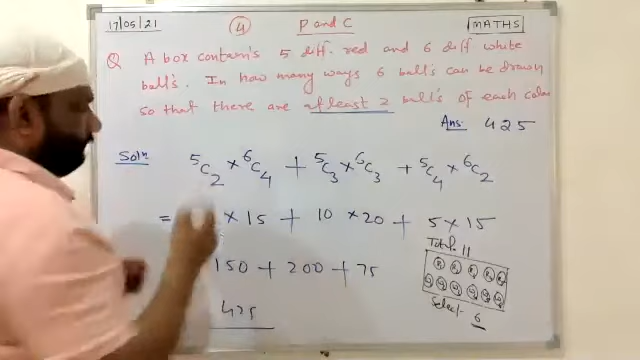 17/05/21 4 P and C MATHS
Q A box contain's 5 diff. red and 6 diff white
ball's. In how many ways 6 ball's can be drawn
so that there are atleast 2 ball's of each color
Ans: 425
Soln ⁵C₂ × ⁶C₄ + ⁵C₃ × ⁶C₃ + ⁵C₄ × ⁶C₂
= × 15 + 10 × 20 + 5 × 15
150 + 200 + 75
425
Total: 11
R R R R R
W W W W W W
Select- 6